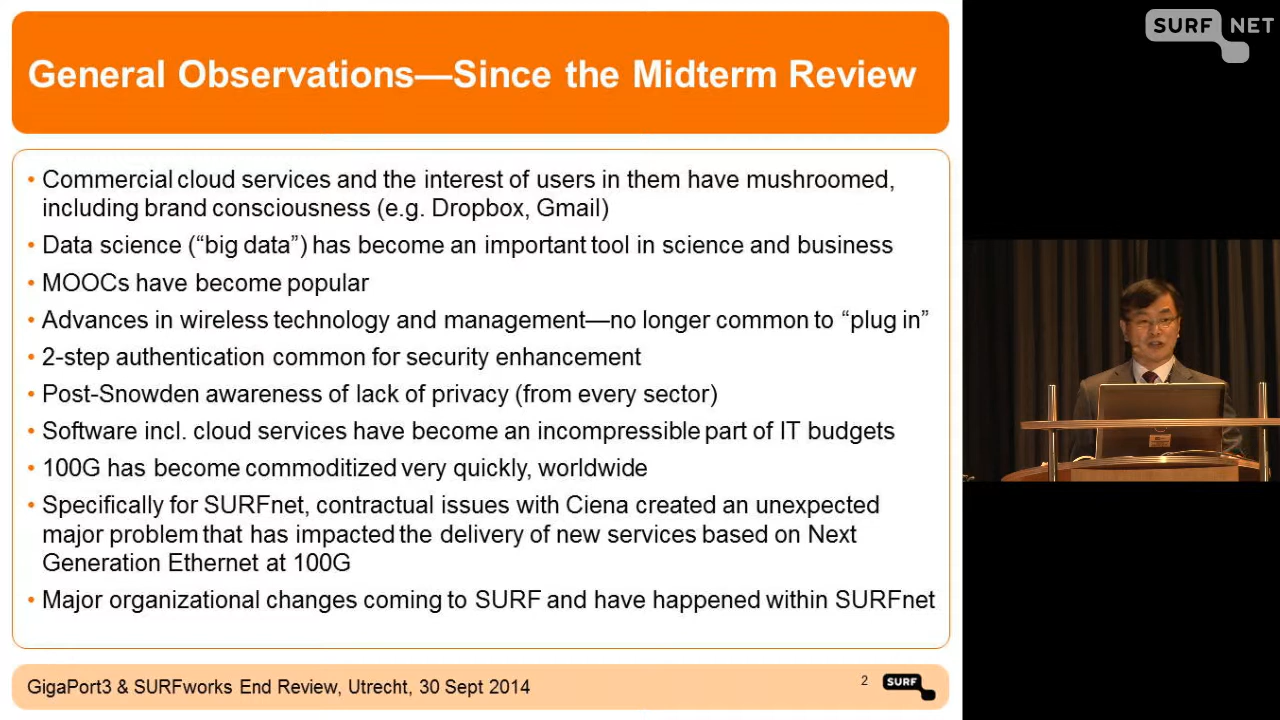 SURF NET
General Observations—Since the Midterm Review
• Commercial cloud services and the interest of users in them have mushroomed,
including brand consciousness (e.g. Dropbox, Gmail)
• Data science (“big data”) has become an important tool in science and business
• MOOCs have become popular
• Advances in wireless technology and management—no longer common to “plug in”
• 2-step authentication common for security enhancement
• Post-Snowden awareness of lack of privacy (from every sector)
• Software incl. cloud services have become an incompressible part of IT budgets
• 100G has become commoditized very quickly, worldwide
• Specifically for SURFnet, contractual issues with Ciena created an unexpected
major problem that has impacted the delivery of new services based on Next
Generation Ethernet at 100G
• Major organizational changes coming to SURF and have happened within SURFnet
GigaPort3 & SURFworks End Review, Utrecht, 30 Sept 2014
2
SURF